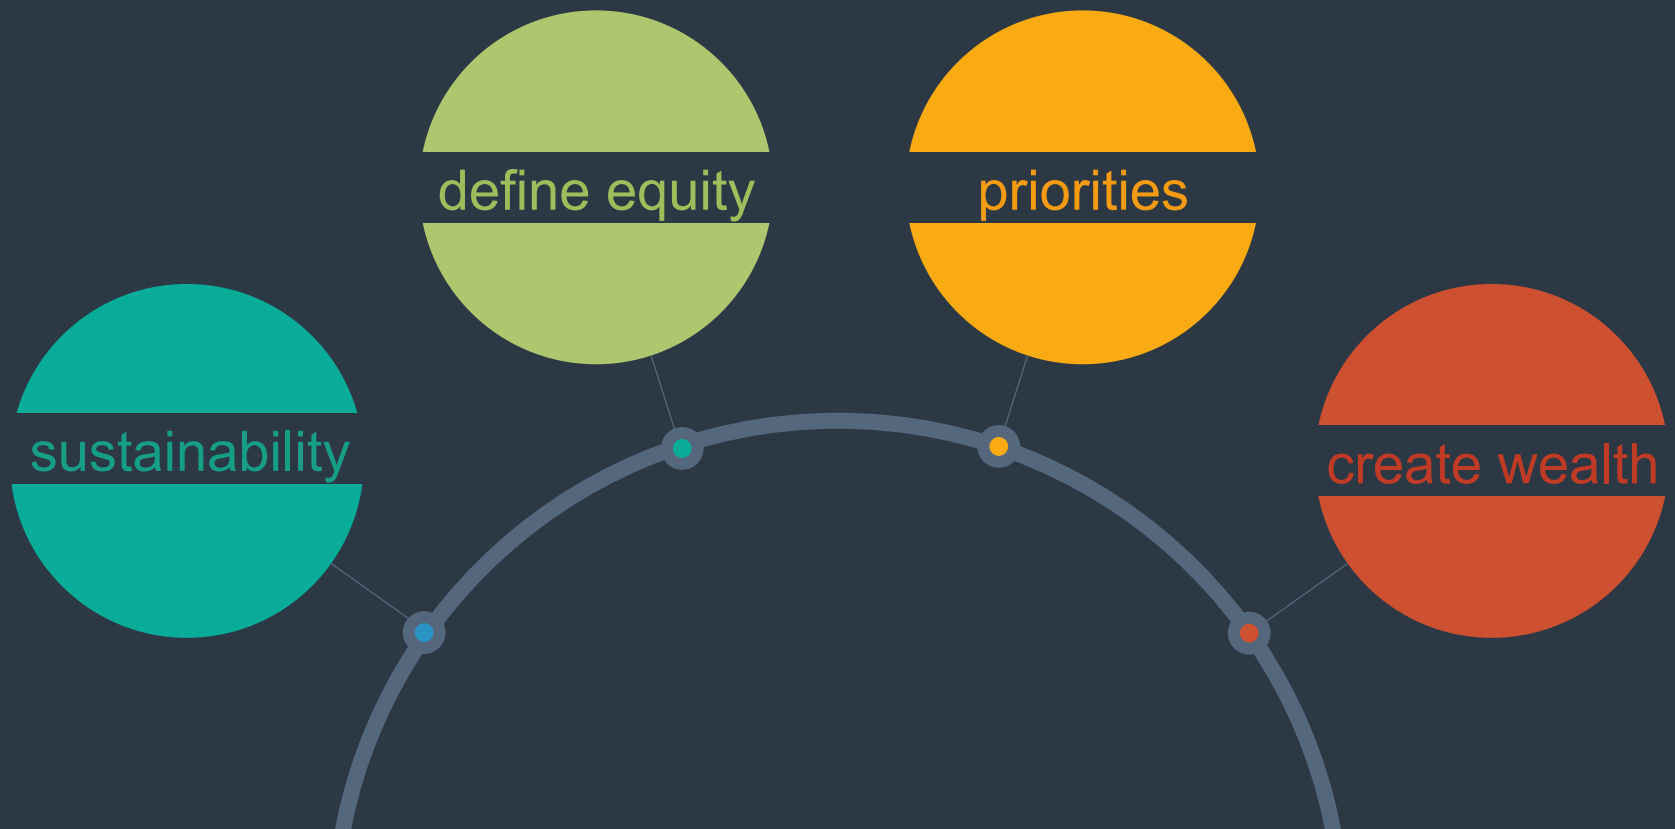 sustainability
define equity
priorities
create wealth